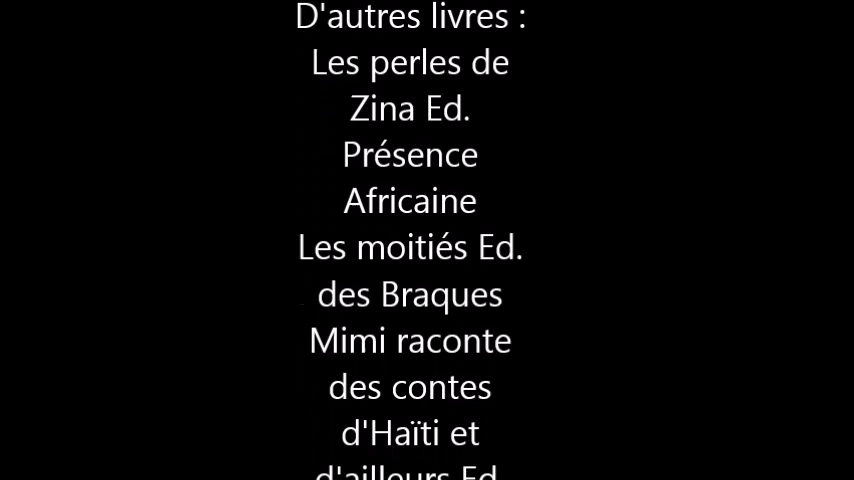 D'autres livres :
Les perles de
Zina Ed.
Présence
Africaine
Les moitiés Ed.
des Braques
Mimi raconte
des contes
d'Haïti et
d'ailleurs Ed.